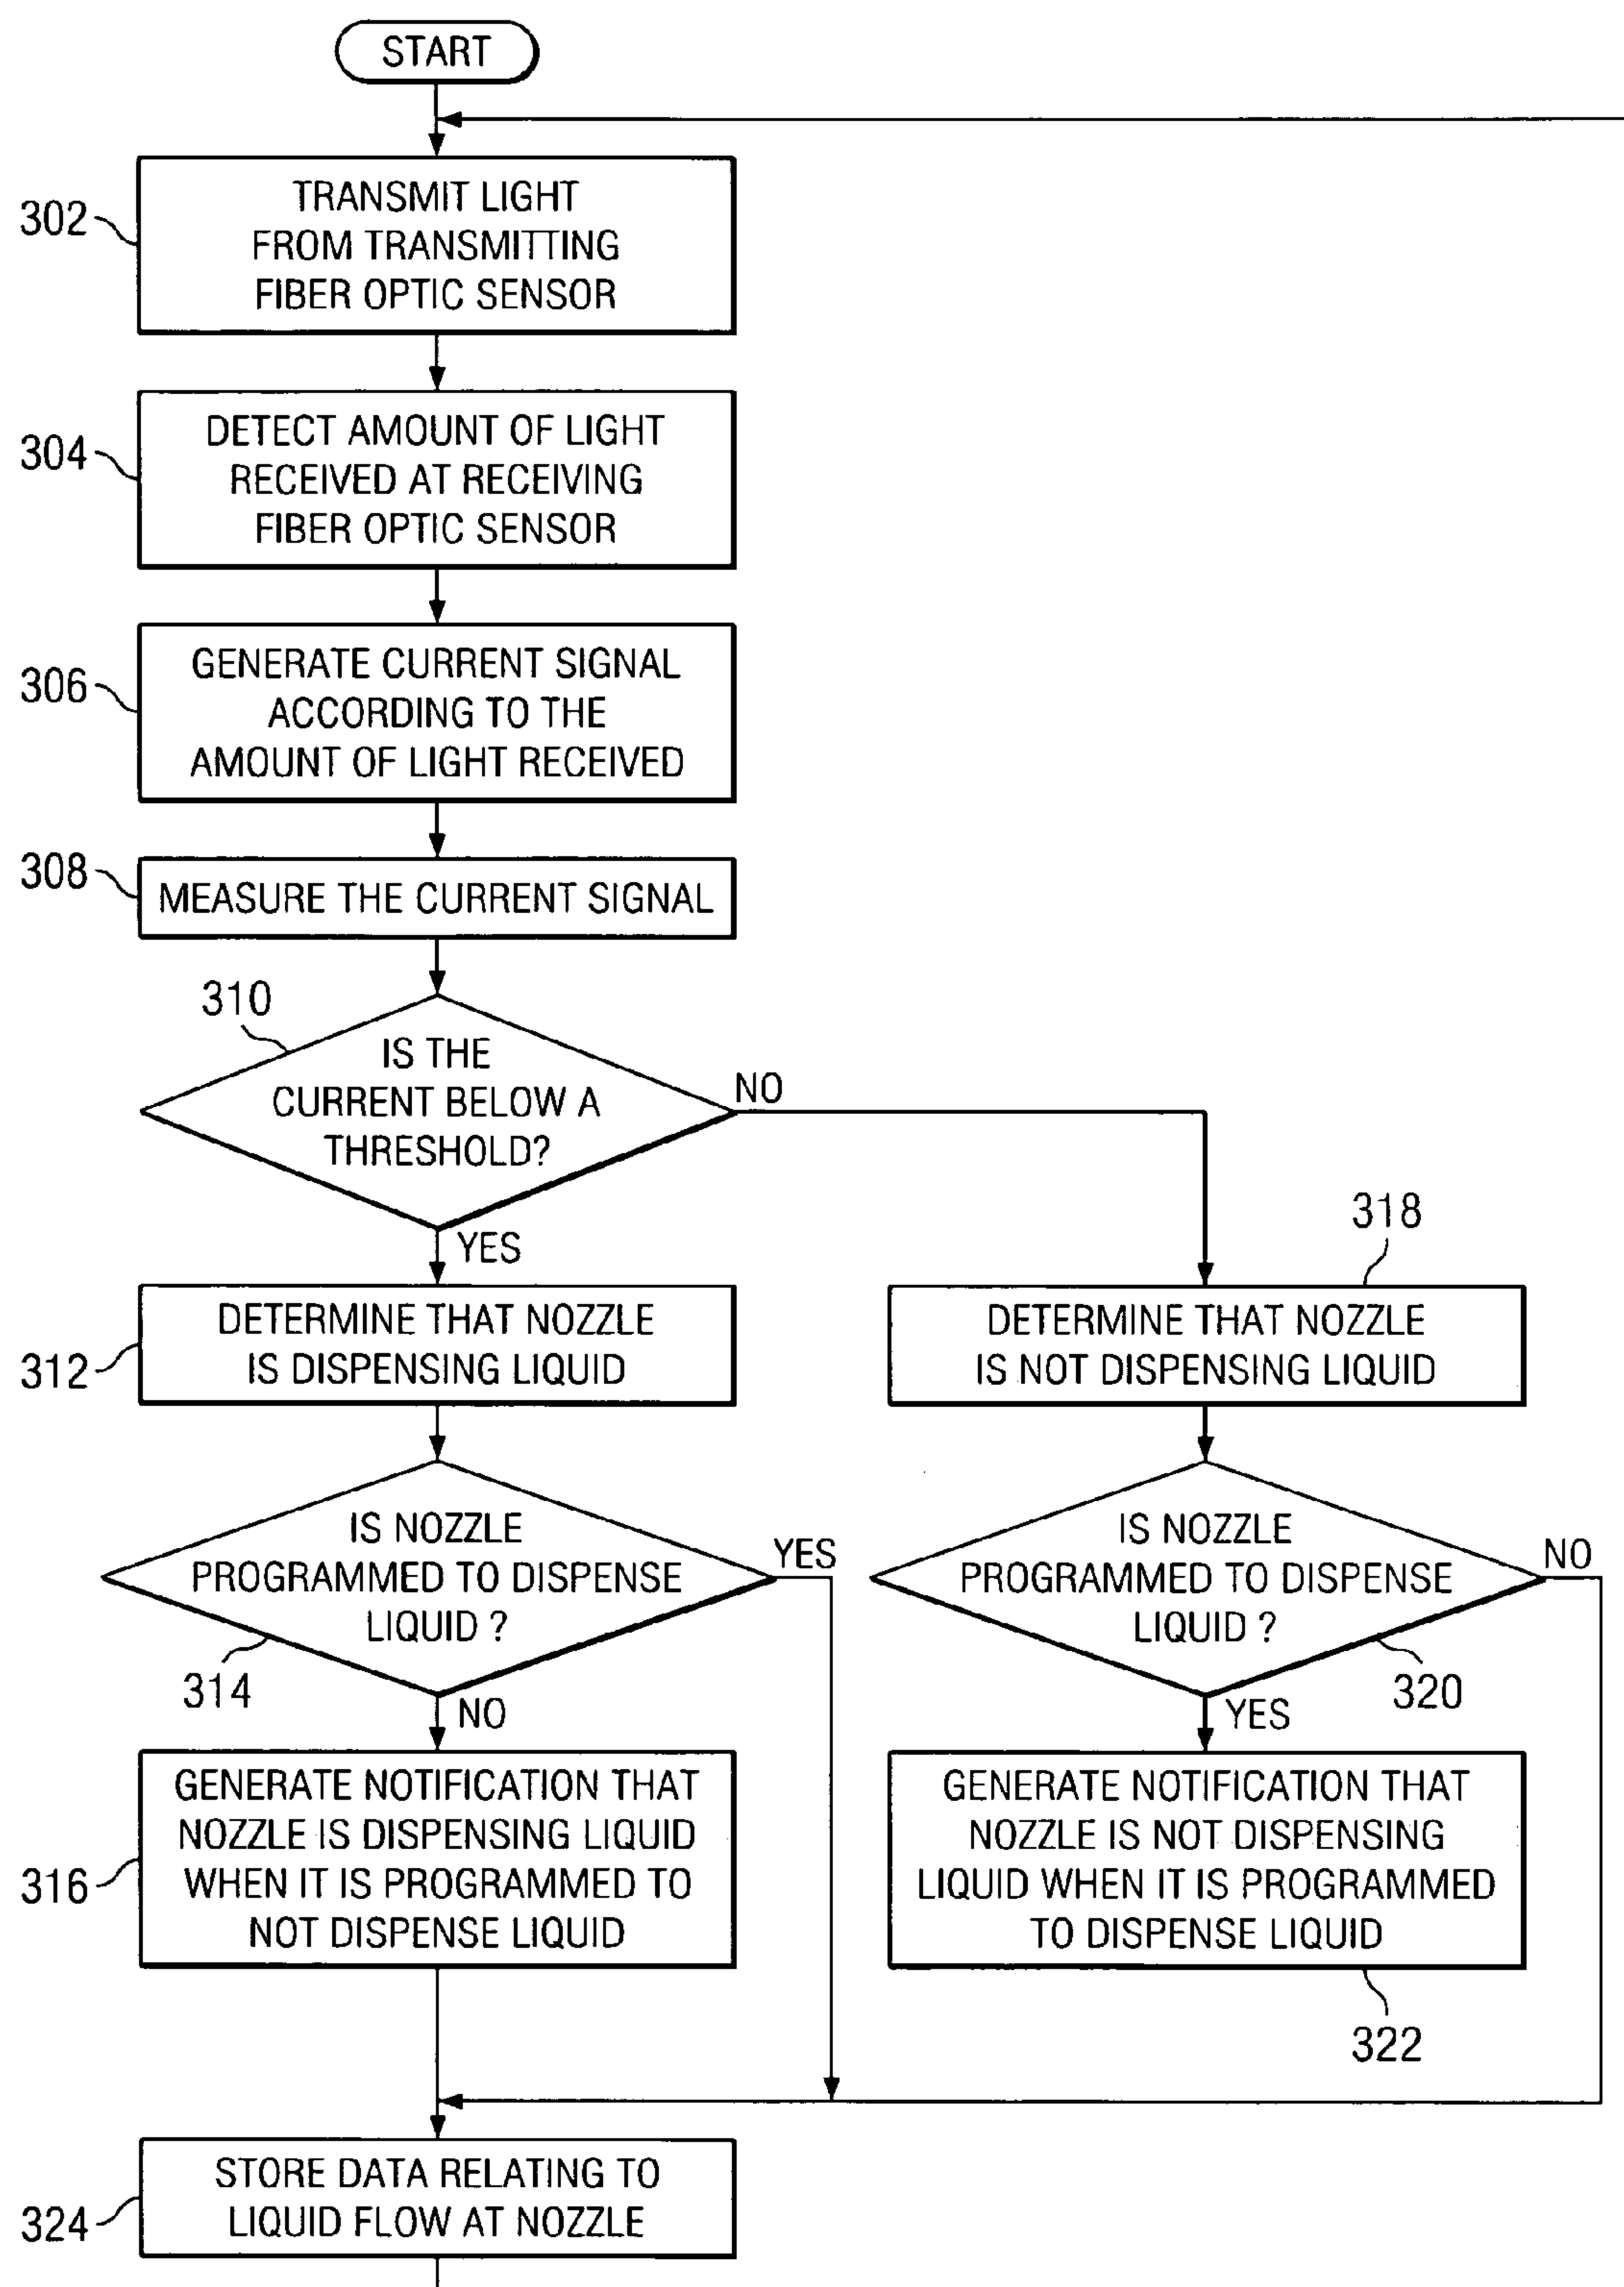 START
302
TRANSMIT LIGHT
FROM TRANSMITTING
FIBER OPTIC SENSOR
304
DETECT AMOUNT OF LIGHT
RECEIVED AT RECEIVING
FIBER OPTIC SENSOR
306
GENERATE CURRENT SIGNAL
ACCORDING TO THE
AMOUNT OF LIGHT RECEIVED
308
MEASURE THE CURRENT SIGNAL
310
IS THE
CURRENT BELOW A
THRESHOLD?
NO
YES
312
DETERMINE THAT NOZZLE
IS DISPENSING LIQUID
318
DETERMINE THAT NOZZLE
IS NOT DISPENSING LIQUID
IS NOZZLE
PROGRAMMED TO DISPENSE
LIQUID ?
314
YES
NO
IS NOZZLE
PROGRAMMED TO DISPENSE
LIQUID ?
320
NO
YES
316
GENERATE NOTIFICATION THAT
NOZZLE IS DISPENSING LIQUID
WHEN IT IS PROGRAMMED TO
NOT DISPENSE LIQUID
GENERATE NOTIFICATION THAT
NOZZLE IS NOT DISPENSING
LIQUID WHEN IT IS PROGRAMMED
TO DISPENSE LIQUID
322
324
STORE DATA RELATING TO
LIQUID FLOW AT NOZZLE